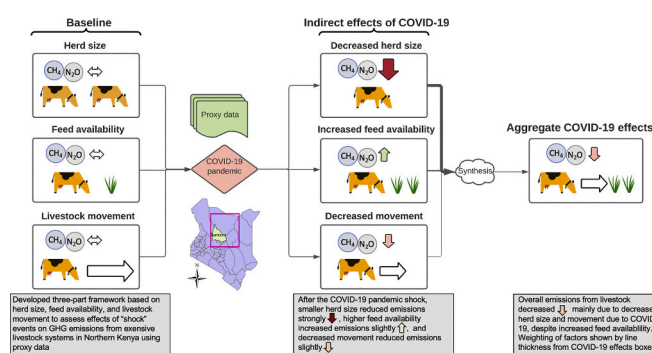 Baseline
Herd size
CH4 N2O
Feed availability
CH4 N2O
Livestock movement
CH4 N2O
Developed three-part framework based on
herd size, feed availability, and livestock
movement to assess effects of "shock"
events on GHG emissions from exensive
livestock systems in Northern Kenya using
proxy data
Proxy data
COVID-19
pandemic
N
Indirect effects of COVID-19
Decreased herd size
CH4 N2O
Increased feed availability
CH4 N2O
Decreased movement
CH4 N2O
After the COVID-19 pandemic shock,
smaller herd size reduced emissions
strongly , higher feed availability
increased emissions slightly , and
decreased movement reduced emissions
slightly
Synthesis
Aggregate COVID-19 effects
CH4 N2O
Overall emissions from livestock
decreased mainly due to decrease
herd size and movement due to COVID
19, despite increased feed availablility.
Weighting of factors shown by line
thickness from COVID-19 effects boxe